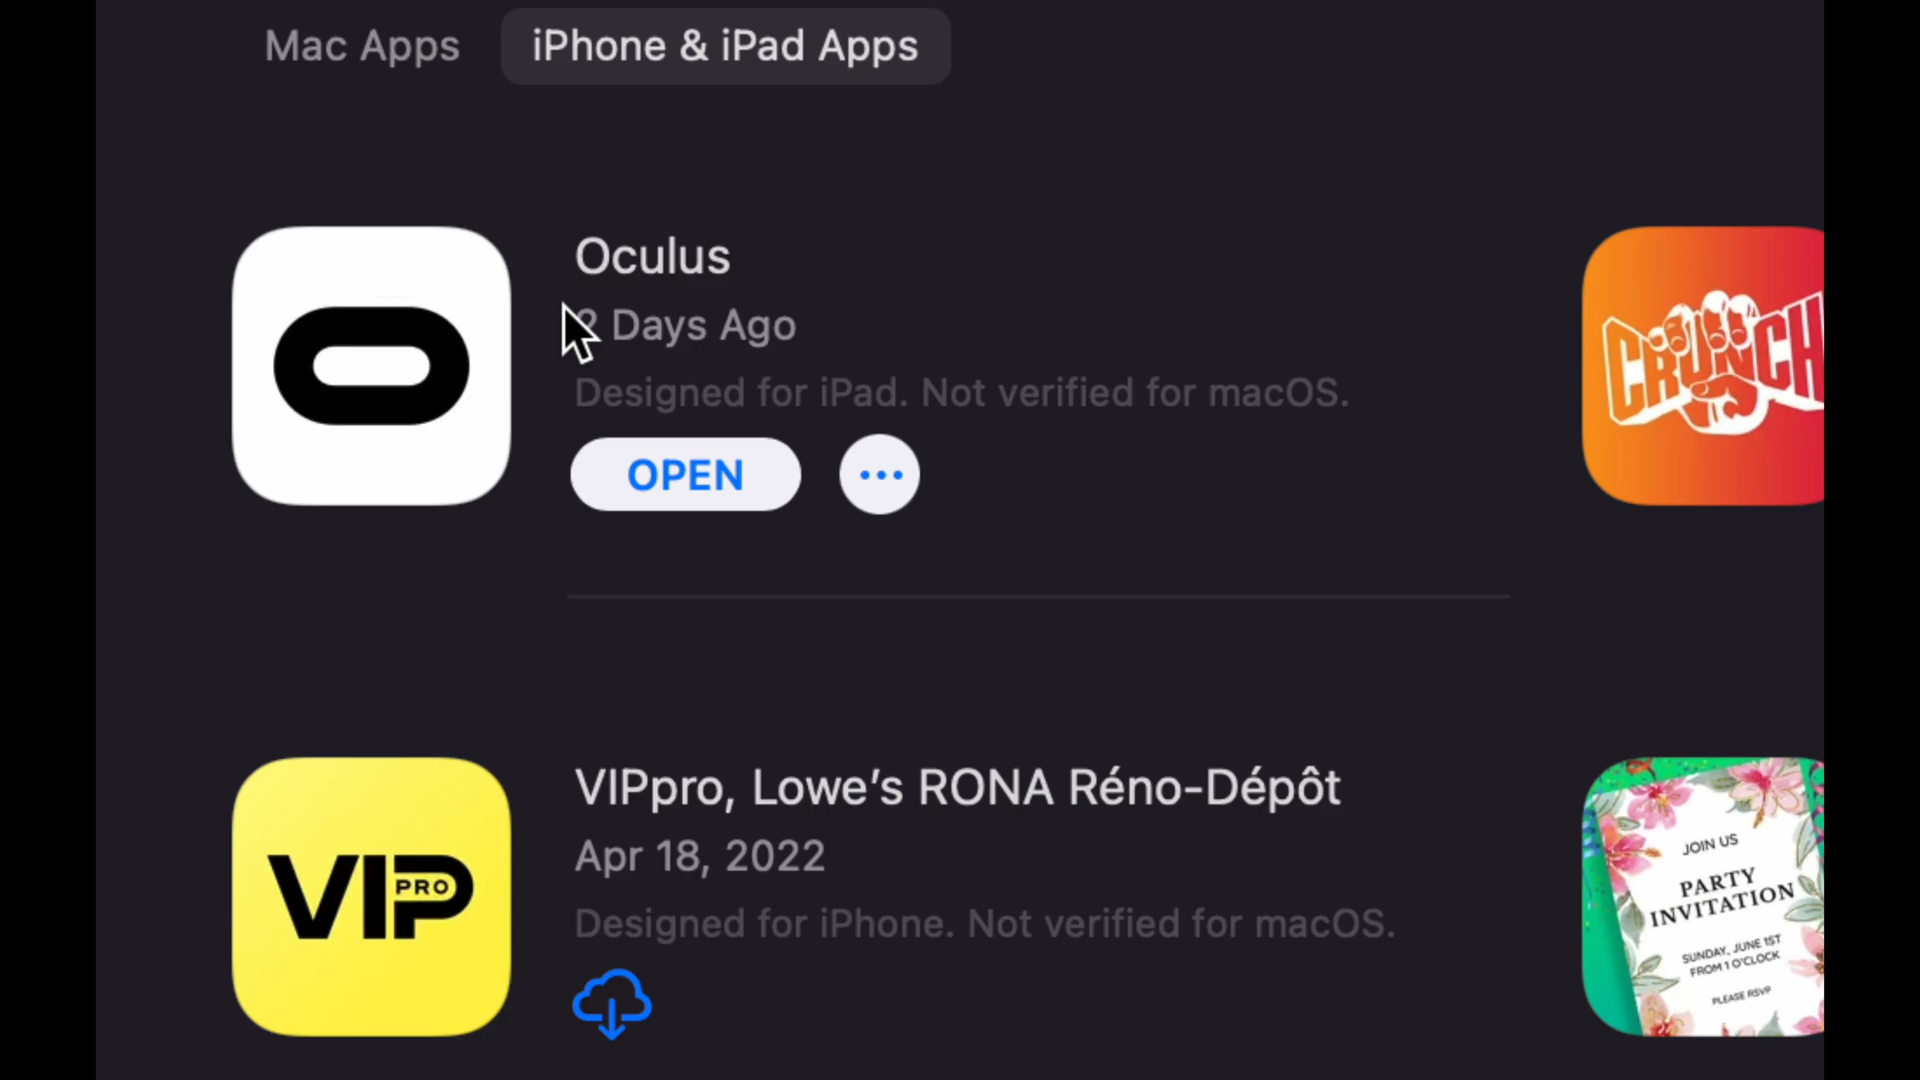 Mac Apps
iPhone & iPad Apps
Oculus
Days Ago
Designed for iPad. Not verified for macOS.
OPEN
CRUNCH
VIPpro, Lowe’s RONA Réno-Dépôt
Apr 18, 2022
Designed for iPhone. Not verified for macOS.
VIP
PRO
JOIN US
PARTY
INVITATION
SUNDAY, JUNE 1ST
FROM 1 O'CLOCK
PLEASE RSVP